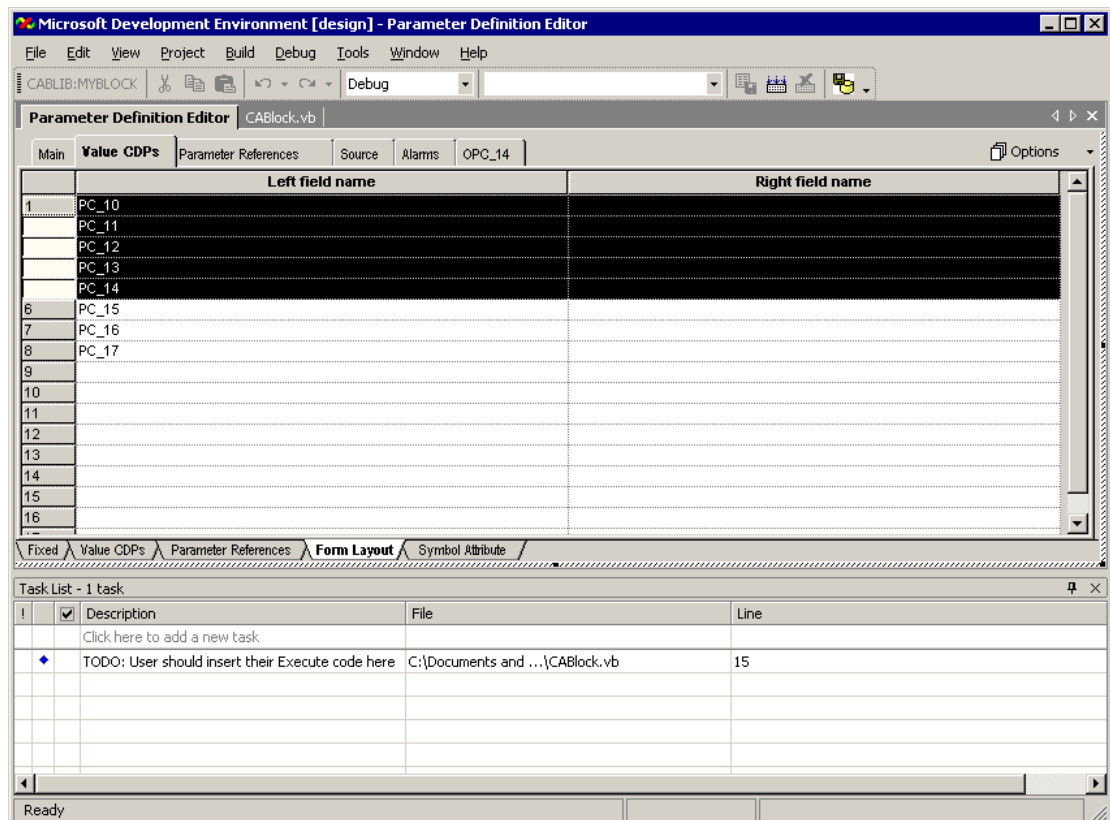 Microsoft Development Environment [design] - Parameter Definition Editor
File Edit View Project Build Debug Tools Window Help
CABLIB:MYBLOCK Debug
Parameter Definition Editor CABlock.vb
Main Value CDPs Parameter References Source Alarms OPC_14 Options
Left field name Right field name
1 PC_10
PC_11
PC_12
PC_13
PC_14
6 PC_15
7 PC_16
8 PC_17
9
10
11
12
13
14
15
16
Fixed Value CDPs Parameter References Form Layout Symbol Attribute
Task List - 1 task
! Description File Line
Click here to add a new task
TODO: User should insert their Execute code here C:\Documents and ...\CABlock.vb 15
Ready